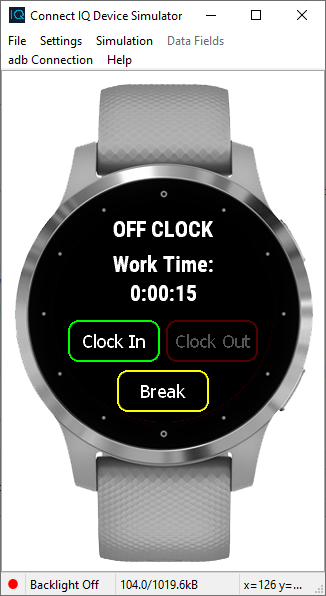 IQ Connect IQ Device Simulator
File Settings Simulation Data Fields
adb Connection Help
OFF CLOCK
Work Time:
0:00:15
Clock In Clock Out
Break
Backlight Off 104.0/1019.6kB x=126 y=...